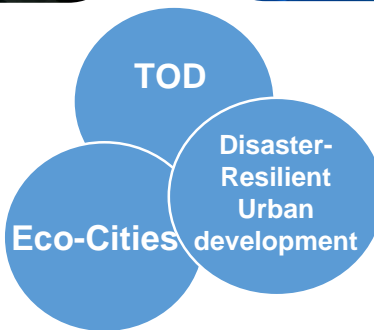 TOD
Disaster-
Resilient
Urban
development
Eco-Cities